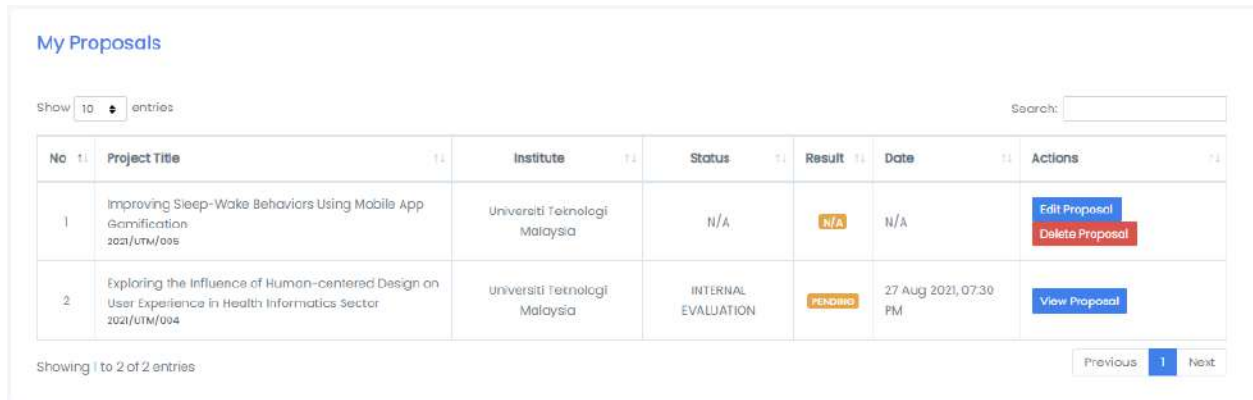 My Proposals
Show 10 entries
Search:
No Project Title Institute Status Result Date Actions
1
Improving Sleep-Wake Behaviors Using Mobile App
Gamification
2021/UTM/005
Universiti Teknologi
Malaysia
N/A
N/A
N/A
Edit Proposal
Delete Proposal
2
Exploring the Influence of Human-centered Design on
User Experience in Health Informatics Sector
2021/UTM/004
Universiti Teknologi
Malaysia
INTERNAL
EVALUATION
PENDING
27 Aug 2021, 07:30
PM
View Proposal
Showing 1 to 2 of 2 entries
Previous 1 Next